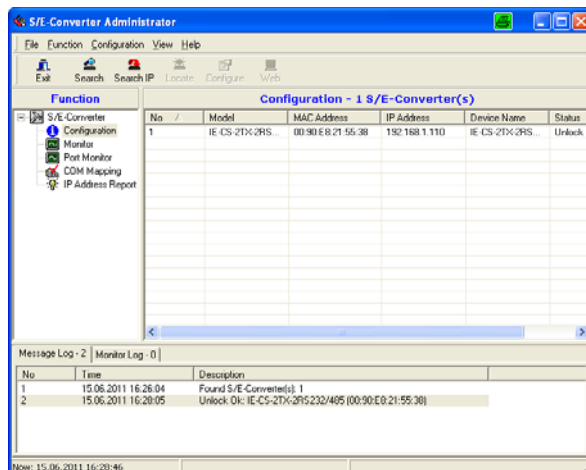 S/E-Converter Administrator
File Function Configuration View Help
Exit Search Search IP Locate Configure Web
Function
Configuration - 1 S/E-Converter(s)
S/E-Converter
Configuration
Monitor
Port Monitor
COM Mapping
IP Address Report
No / Model MAC Address IP Address Device Name Status
1 IE-CS-2TX-2RS... 00:90:E8:21:55:38 192.168.1.110 IE-CS-2TX-2RS... Unlock
Message Log - 2 Monitor Log - 0
No Time Description
1 15.06.2011 16:26:04 Found S/E-Converter(s): 1
2 15.06.2011 16:28:05 Unlock Ok: IE-CS-2TX-2RS232/485 (00:90:E8:21:55:38)
Now: 15.06.2011 16:28:46